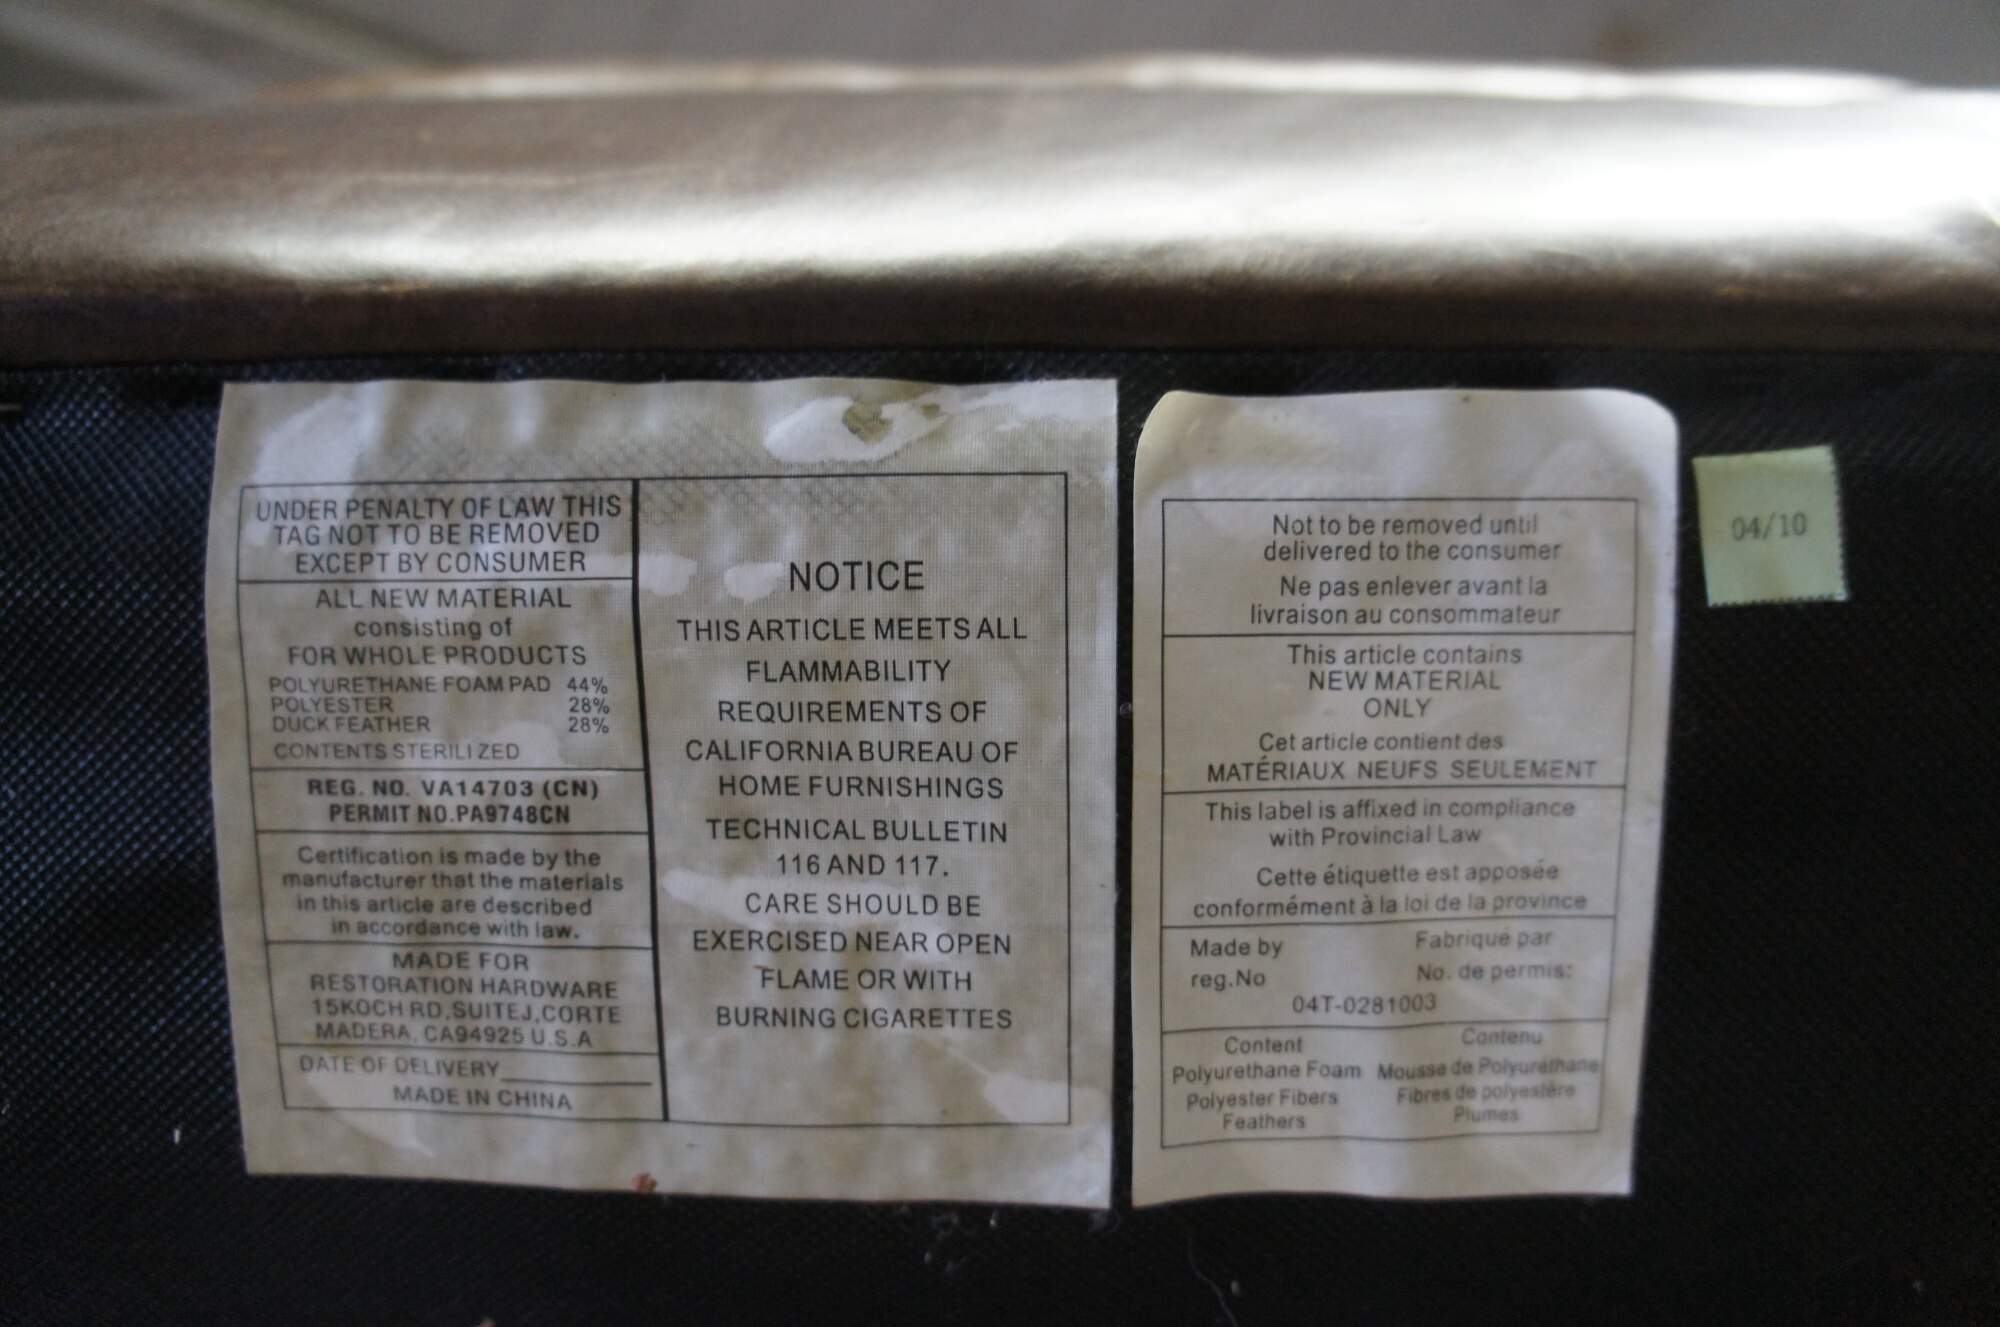 UNDER PENALTY OF LAW THIS
TAG NOT TO BE REMOVED
EXCEPT BY CONSUMER
ALL NEW MATERIAL
consisting of
FOR WHOLE PRODUCTS
POLYURETHANE FOAM PAD 44%
POLYESTER 28%
DUCK FEATHER 28%
CONTENTS STERILIZED
REG. NO. VA14703 (CN)
PERMIT NO.PA9748CN
Certification is made by the
manufacturer that the materials
in this article are described
in accordance with law.
MADE FOR
RESTORATION HARDWARE
15KOCH RD,SUITEJ,CORTE
MADERA, CA94925 U.S.A
DATE OF DELIVERY
MADE IN CHINA
NOTICE
THIS ARTICLE MEETS ALL
FLAMMABILITY
REQUIREMENTS OF
CALIFORNIA BUREAU OF
HOME FURNISHINGS
TECHNICAL BULLETIN
116 AND 117.
CARE SHOULD BE
EXERCISED NEAR OPEN
FLAME OR WITH
BURNING CIGARETTES
Not to be removed until
delivered to the consumer
Ne pas enlever avant la
livraison au consommateur
This article contains
NEW MATERIAL
ONLY
Cet article contient des
MATÉRIAUX NEUFS SEULEMENT
This label is affixed in compliance
with Provincial Law
Cette étiquette est apposée
conformément à la loi de la province
Made by Fabriqué par
reg.No No. de permis:
04T-0281003
Content Contenu
Polyurethane Foam Mousse de Polyuréthane
Polyester Fibers Fibres de polyestère
Feathers Plumes
04/10